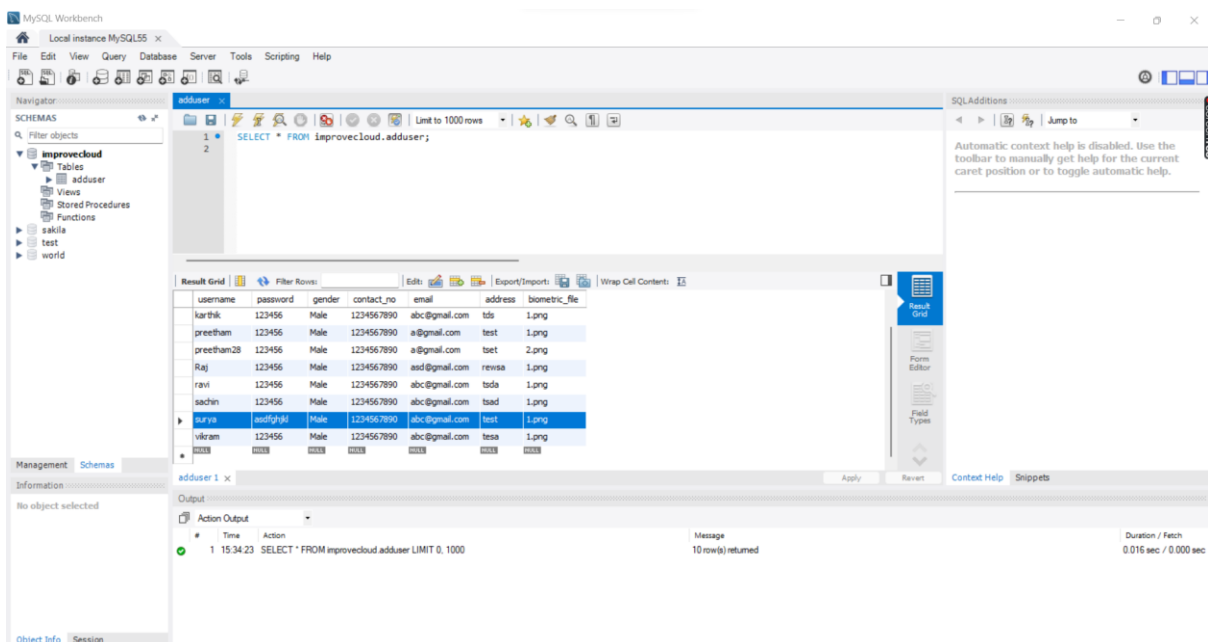 MySQL Workbench
Local instance MySQL55 ×
File Edit View Query Database Server Tools Scripting Help
Navigator
SCHEMAS
Filter objects
improvecloud
Tables
adduser
Views
Stored Procedures
Functions
sakila
test
world
Management Schemas
Information
No object selected
Object Info Session
adduser ×
Limit to 1000 rows
1 SELECT * FROM improvecloud.adduser;
2
Result Grid Filter Rows: Edit: Export/Import: Wrap Cell Content:
username password gender contact_no email address biometric_file
karthik 123456 Male 1234567890 abc@gmail.com tds 1.png
preetham 123456 Male 1234567890 a@gmail.com test 1.png
preetham28 123456 Male 1234567890 a@gmail.com tset 2.png
Raj 123456 Male 1234567890 asd@gmail.com rewsa 1.png
ravi 123456 Male 1234567890 abc@gmail.com tsda 1.png
sachin 123456 Male 1234567890 abc@gmail.com tsad 1.png
surya asdfghjkl Male 1234567890 abc@gmail.com test 1.png
vikram 123456 Male 1234567890 abc@gmail.com tesa 1.png
NULL NULL NULL NULL NULL NULL NULL
Result Grid
Form Editor
Field Types
adduser 1 ×
Apply Revert
SQLAdditions
Jump to
Automatic context help is disabled. Use the
toolbar to manually get help for the current
caret position or to toggle automatic help.
Context Help Snippets
Output
Action Output
# Time Action Message Duration / Fetch
1 15:34:23 SELECT * FROM improvecloud.adduser LIMIT 0, 1000 10 row(s) returned 0.016 sec / 0.000 sec